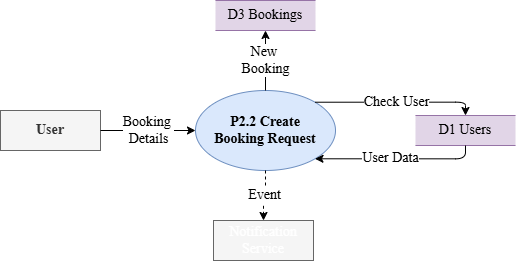 D3 Bookings
New
Booking
P2.2 Create
Booking Request
User
Booking
Details
Check User
D1 Users
User Data
Event
Notification
Service